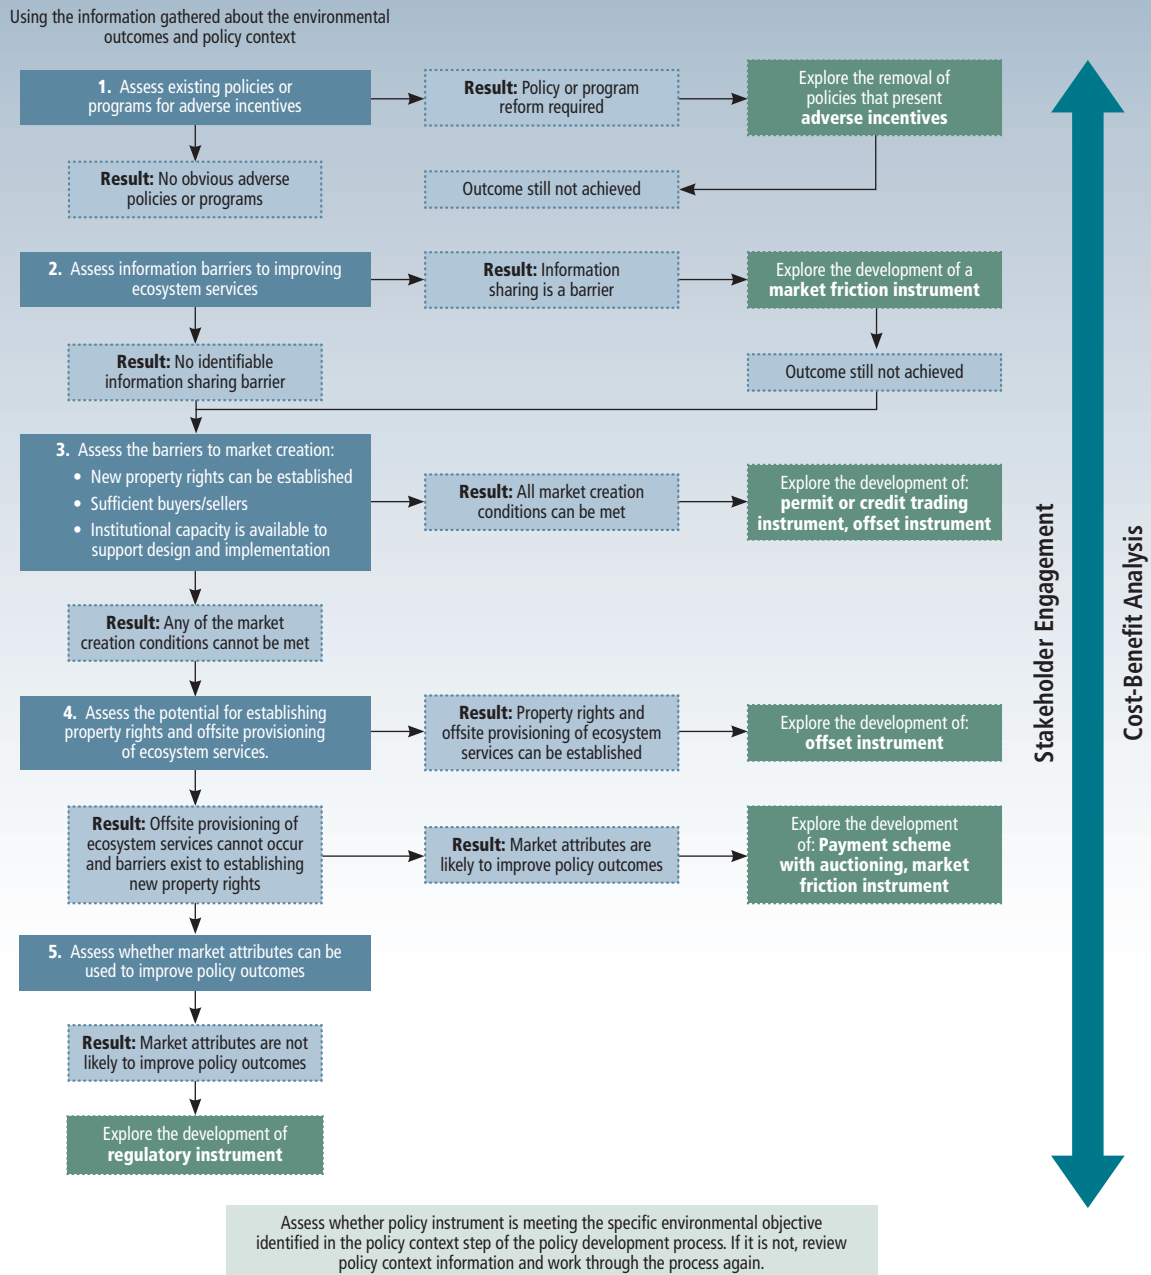 Using the information gathered about the environmental
outcomes and policy context
1. Assess existing policies or
programs for adverse incentives
Result: Policy or program
reform required
Explore the removal of
policies that present
adverse incentives
Result: No obvious adverse
policies or programs
Outcome still not achieved
2. Assess information barriers to improving
ecosystem services
Result: Information
sharing is a barrier
Explore the development of a
market friction instrument
Result: No identifiable
information sharing barrier
Outcome still not achieved
3. Assess the barriers to market creation:
• New property rights can be established
• Sufficient buyers/sellers
• Institutional capacity is available to
support design and implementation
Result: All market creation
conditions can be met
Explore the development of:
permit or credit trading
instrument, offset instrument
Result: Any of the market
creation conditions cannot be met
4. Assess the potential for establishing
property rights and offsite provisioning
of ecosystem services.
Result: Property rights and
offsite provisioning of ecosystem
services can be established
Explore the development of:
offset instrument
Result: Offsite provisioning of
ecosystem services cannot occur
and barriers exist to establishing
new property rights
Result: Market attributes are
likely to improve policy outcomes
Explore the development
of: Payment scheme
with auctioning, market
friction instrument
5. Assess whether market attributes can be
used to improve policy outcomes
Result: Market attributes are not
likely to improve policy outcomes
Explore the development of
regulatory instrument
Stakeholder Engagement
Cost-Benefit Analysis
Assess whether policy instrument is meeting the specific environmental objective
identified in the policy context step of the policy development process. If it is not, review
policy context information and work through the process again.